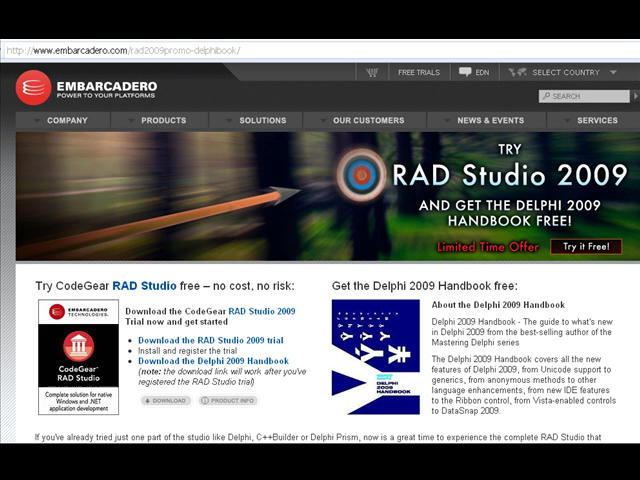 http://www.embarcadero.com/rad2009promo-delphibook/
FREE TRIALS EDN SELECT COUNTRY
EMBARCADERO
POWER TO YOUR PLATFORMS
SEARCH
COMPANY PRODUCTS SOLUTIONS OUR CUSTOMERS NEWS & EVENTS SERVICES
TRY
RAD Studio 2009
AND GET THE DELPHI 2009
HANDBOOK FREE!
Limited Time Offer Try it Free!
Try CodeGear RAD Studio free – no cost, no risk:
EMBARCADERO
TECHNOLOGIES
CodeGear™
RAD Studio
Complete solution for native
Windows and .NET
application development
Download the CodeGear RAD Studio 2009
Trial now and get started
Download the RAD Studio 2009 trial
Install and register the trial
Download the Delphi 2009 Handbook
(note: the download link will work after you've
registered the RAD Studio trial)
DOWNLOAD PRODUCT INFO
Get the Delphi 2009 Handbook free:
DELPHI
2009
HANDBOOK
About the Delphi 2009 Handbook
Delphi 2009 Handbook - The guide to what's new
in Delphi 2009 from the best-selling author of the
Mastering Delphi series
The Delphi 2009 Handbook covers all the new
features of Delphi 2009, from Unicode support to
generics, from anonymous methods to other
language enhancements, from new IDE features
to the Ribbon control, from Vista-enabled controls
to DataSnap 2009.
If you've already tried just one part of the studio like Delphi, C++Builder or Delphi Prism, now is a great time to experience the complete RAD Studio that